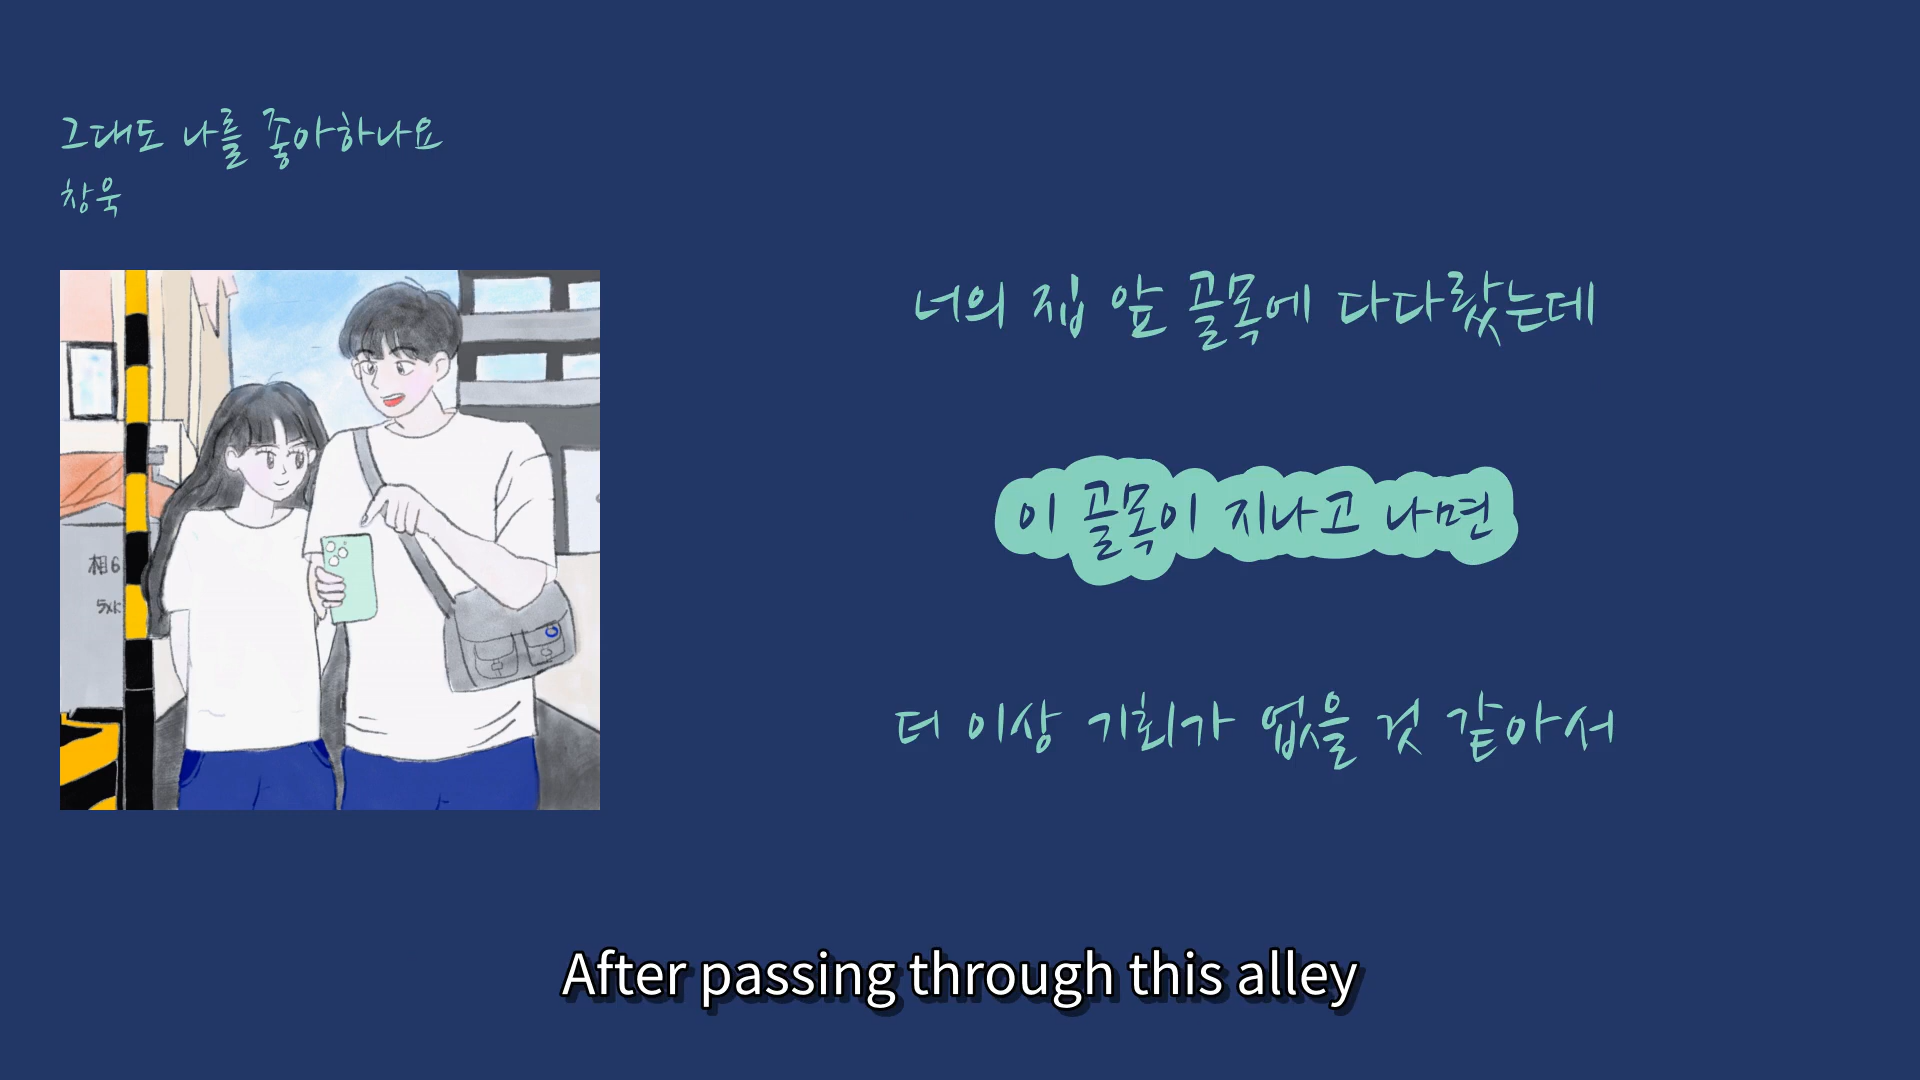 그대도 나를 좋아하나요
창욱
너의 집 앞 골목에 다다랐는데
이 골목이 지나고 나면
더 이상 기회가 없을 것 같아서
相6
After passing through this alley